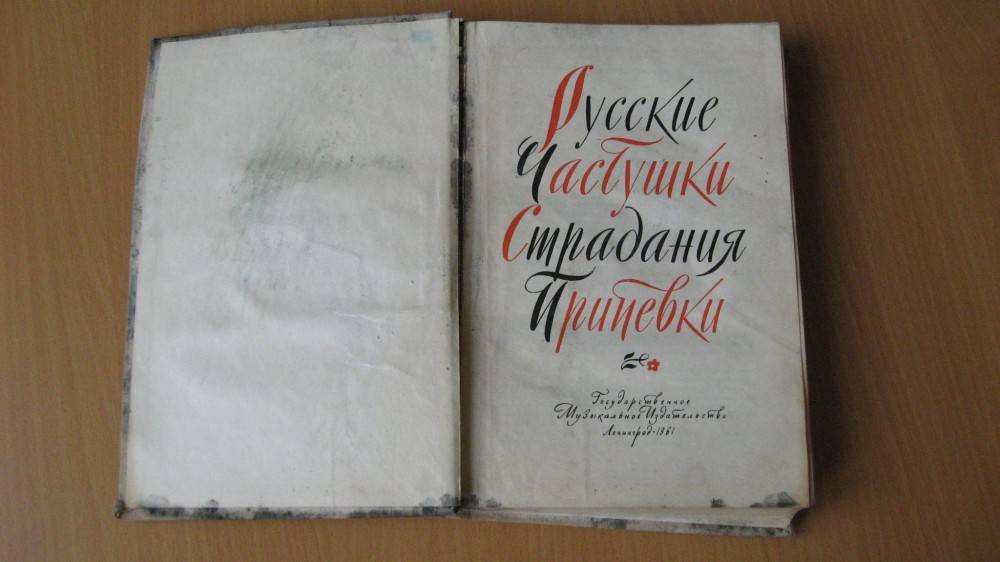 Русские
Частушки
Страдания
Припевки
Государственное
Музыкальное Издательство
Ленинград·1961